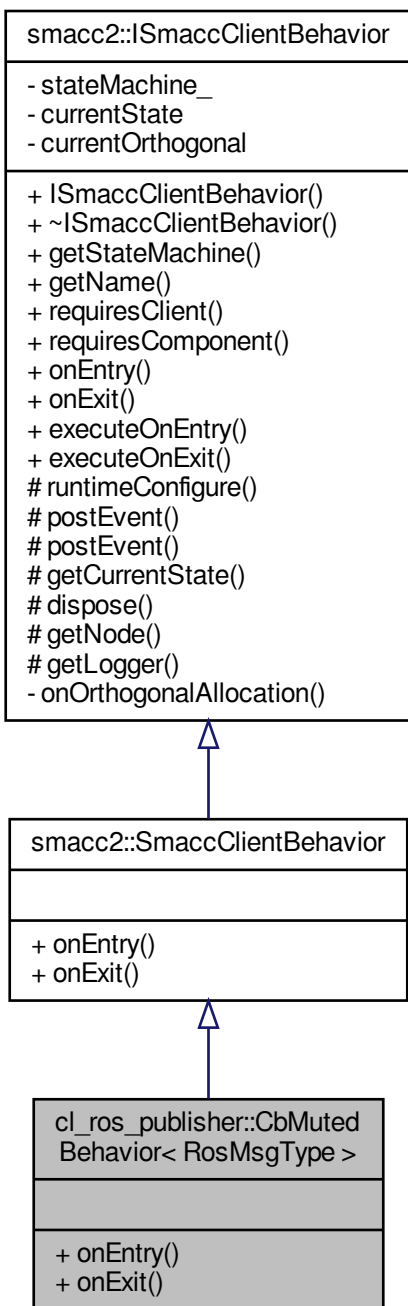 smacc2::ISmaccClientBehavior
- stateMachine_
- currentState
- currentOrthogonal
+ ISmaccClientBehavior()
+ ~ISmaccClientBehavior()
+ getStateMachine()
+ getName()
+ requiresClient()
+ requiresComponent()
+ onEntry()
+ onExit()
+ executeOnEntry()
+ executeOnExit()
# runtimeConfigure()
# postEvent()
# postEvent()
# getCurrentState()
# dispose()
# getNode()
# getLogger()
- onOrthogonalAllocation()
smacc2::SmaccClientBehavior
+ onEntry()
+ onExit()
cl_ros_publisher::CbMuted
Behavior< RosMsgType >
+ onEntry()
+ onExit()